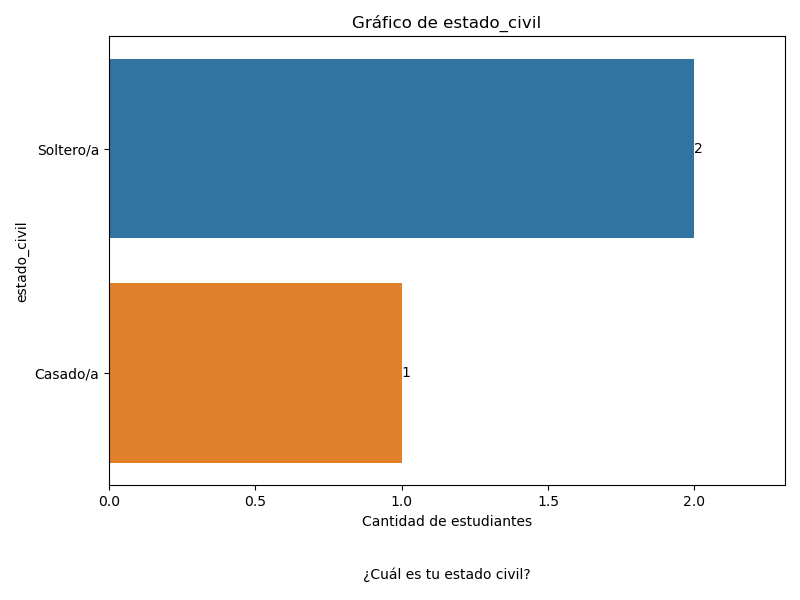 Gráfico de estado_civil
estado_civil
Soltero/a
2
Casado/a
1
0.0 0.5 1.0 1.5 2.0
Cantidad de estudiantes
¿Cuál es tu estado civil?